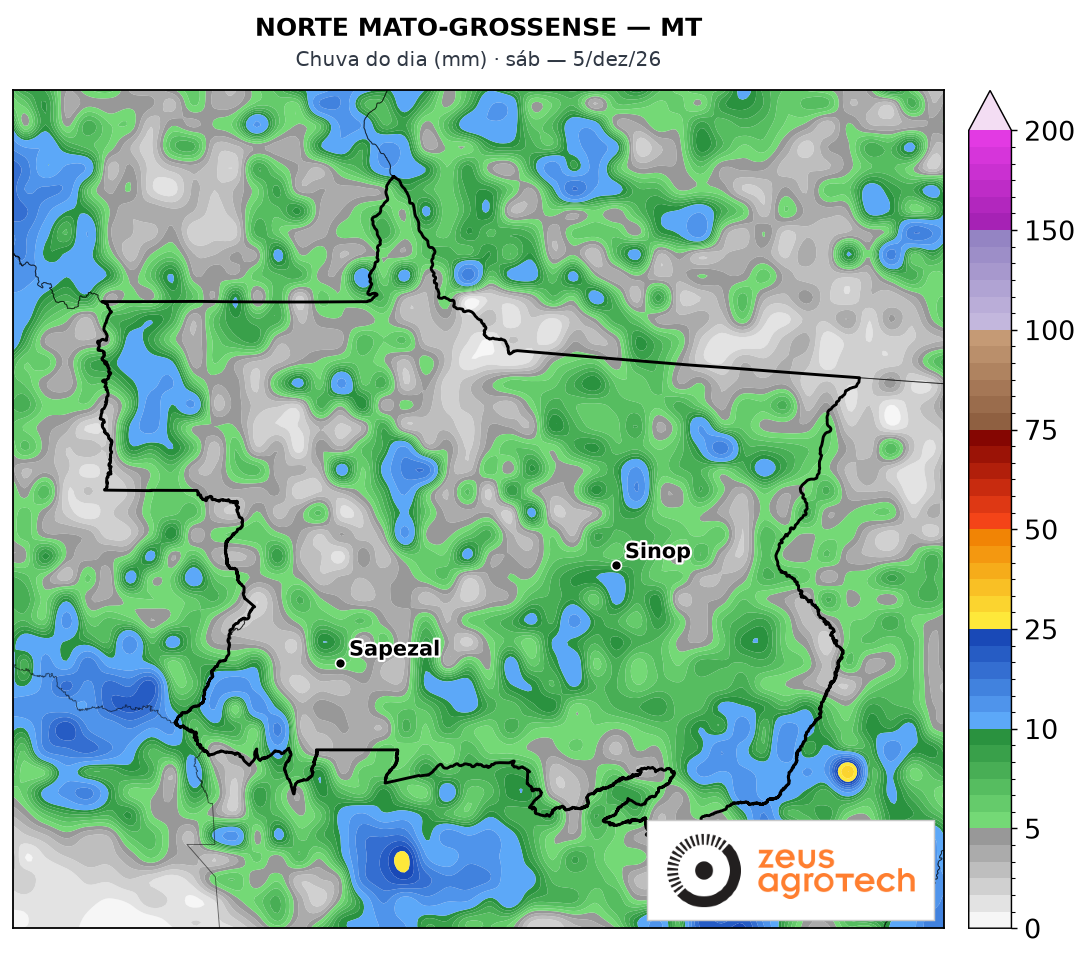 NORTE MATO-GROSSENSE — MT
Chuva do dia (mm) · sáb — 5/dez/26
200
150
100
75
50
25
10
5
0
Sinop
Sapezal
zeus
agrotech